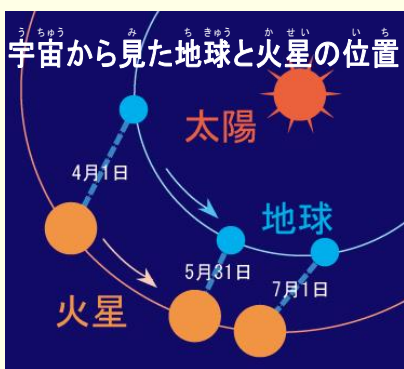 うちゅう み ち きゅう か せい い ち
宇宙から見た地球と火星の位置
太陽
4月1日
地球
5月31日
7月1日
火星